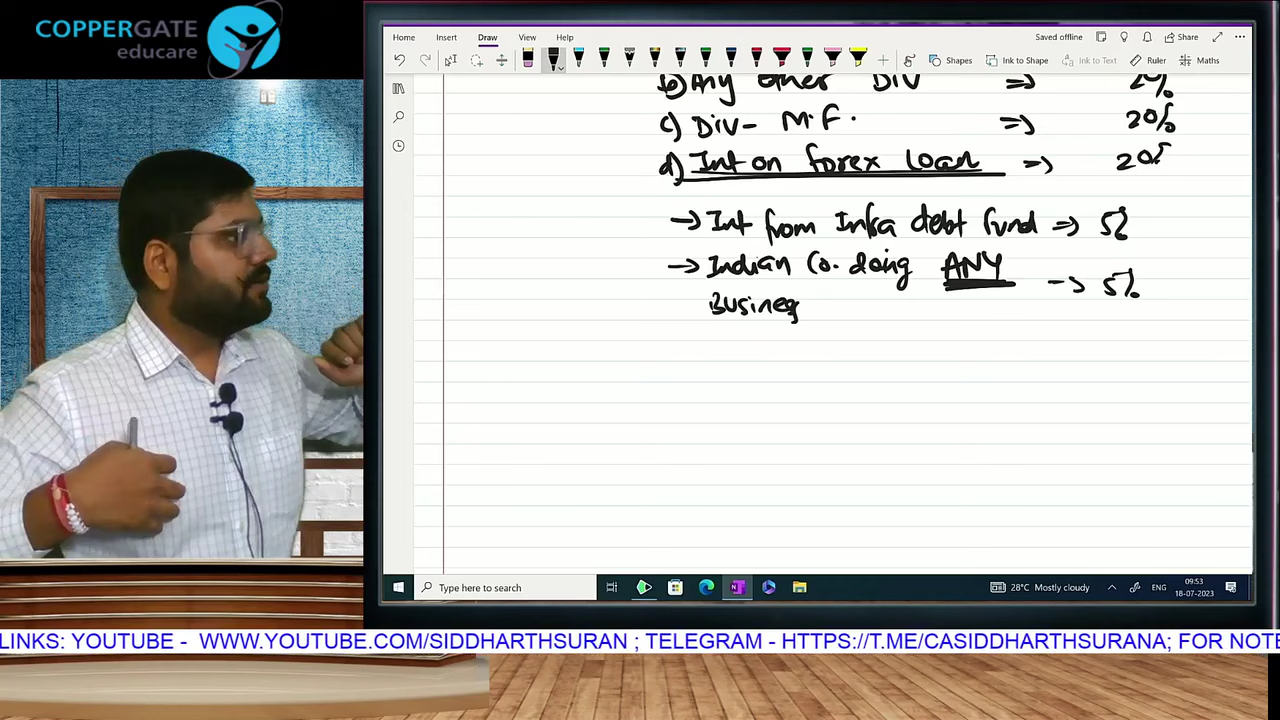 COPPERGATE
educare
Home Insert Draw View Help
Saved offline
Share
Shapes
Ink to Shape
Ink to Text
Ruler
Maths
b) Any other DIV =>
c) Div- M.F. => 20%
d) Int on forex loan => 20%
→ Int from Infra debt fund => 5%
→ Indian Co. doing ANY Business → 5%
Type here to search
28°C Mostly cloudy
ENG
09:53
18-07-2023
LINKS: YOUTUBE - WWW.YOUTUBE.COM/SIDDHARTHSURAN ; TELEGRAM - HTTPS://T.ME/CASIDDHARTHSURANA; FOR NOTE